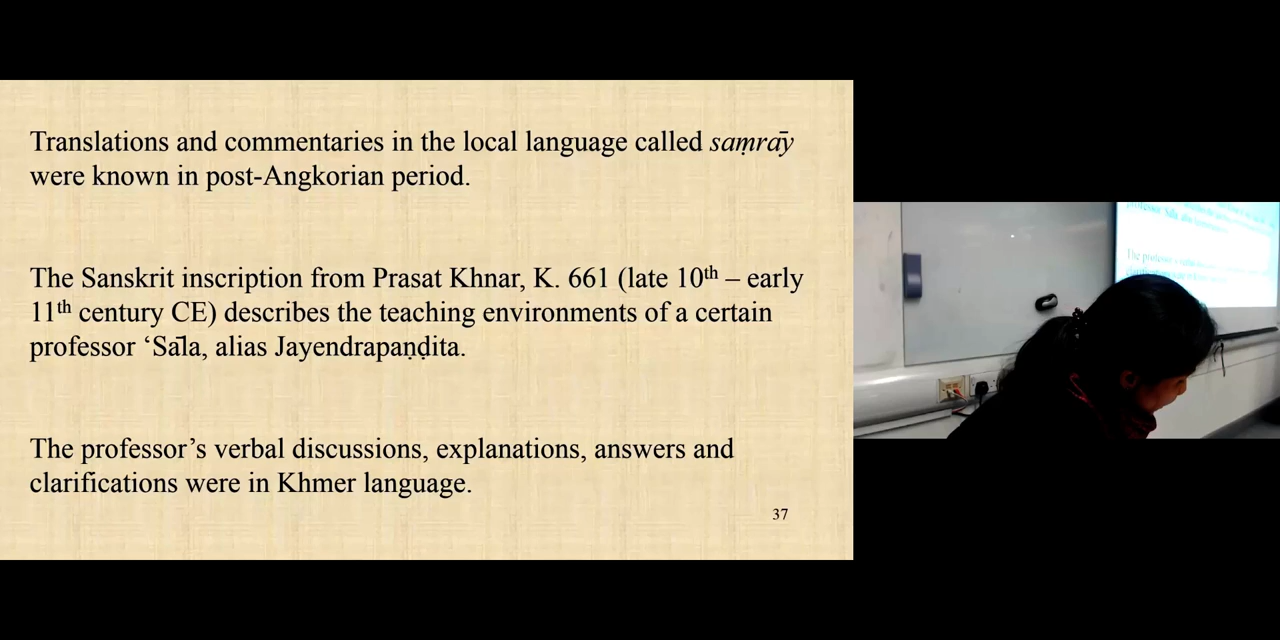 Translations and commentaries in the local language called saṃrāy
were known in post-Angkorian period.
The Sanskrit inscription from Prasat Khnar, K. 661 (late 10th – early
11th century CE) describes the teaching environments of a certain
professor ‘Sāla, alias Jayendrapaṇḍita.
The professor’s verbal discussions, explanations, answers and
clarifications were in Khmer language.
37